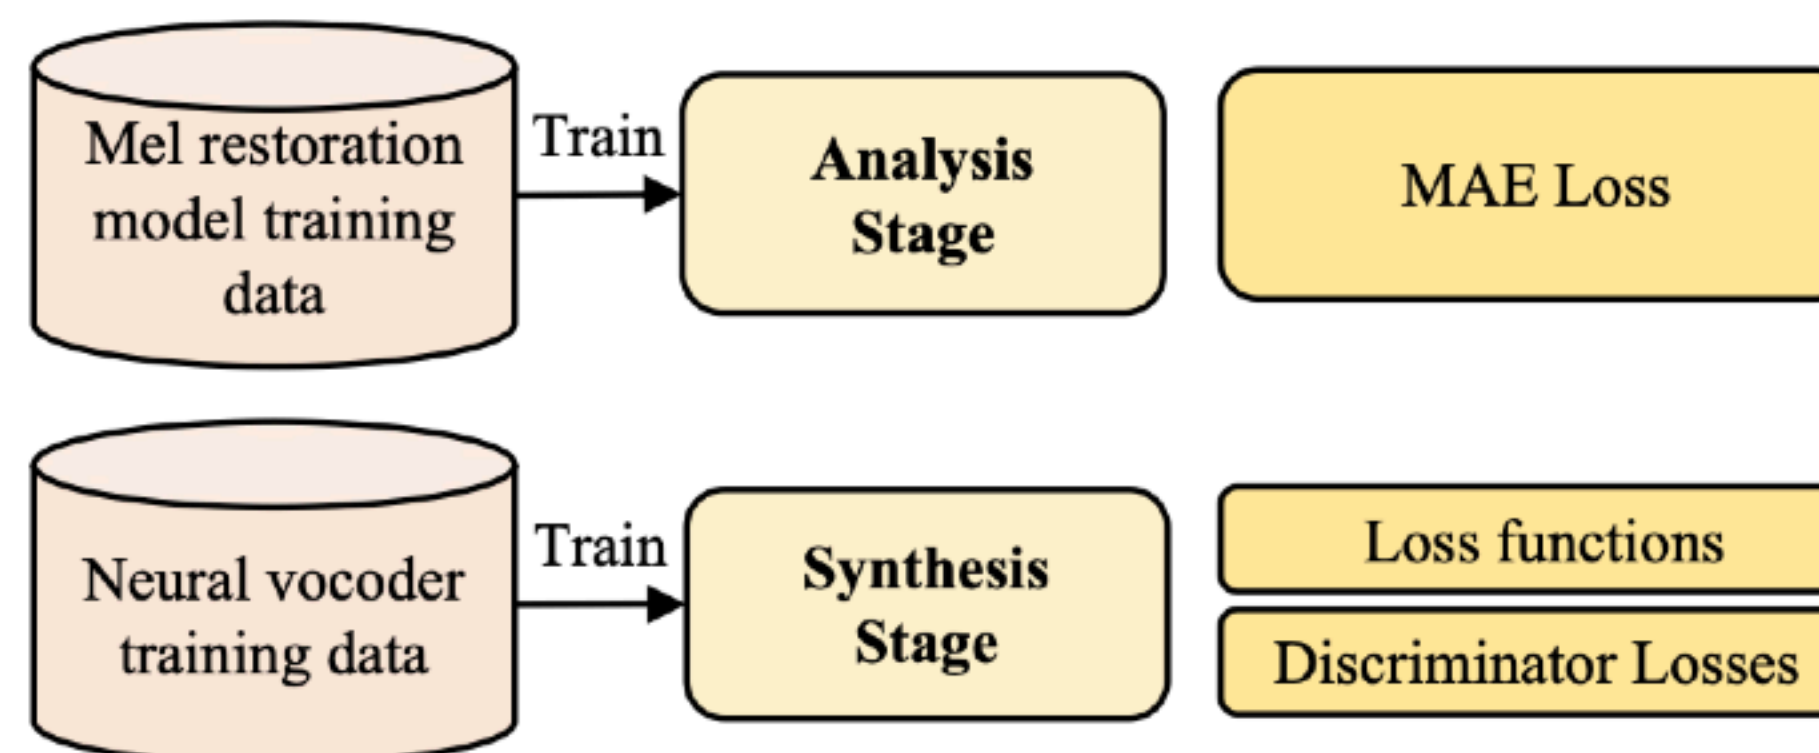 Mel restoration
model training
data
Train
Analysis
Stage
MAE Loss
Neural vocoder
training data
Train
Synthesis
Stage
Loss functions
Discriminator Losses